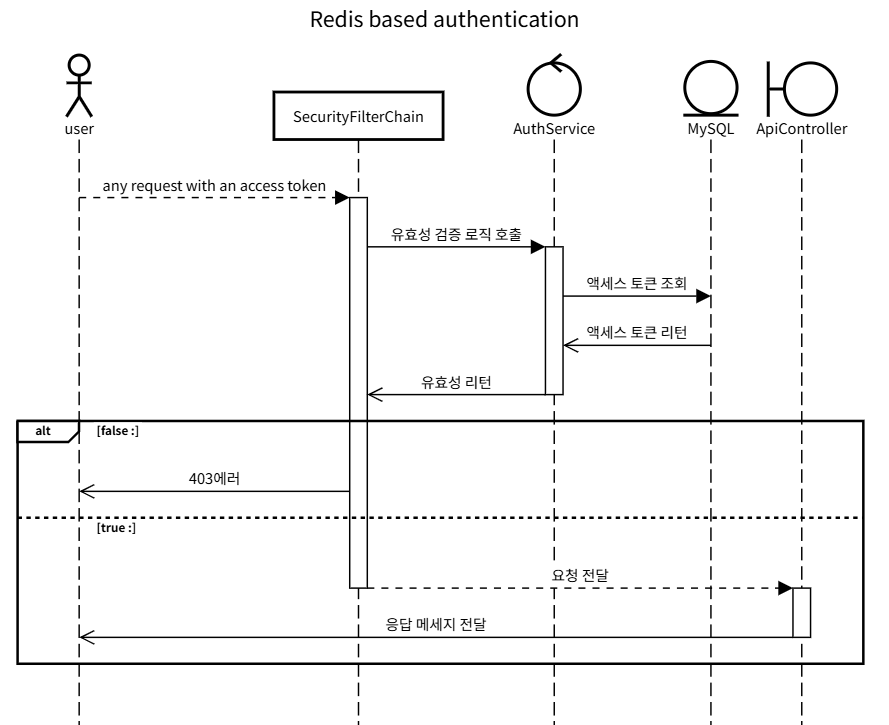 Redis based authentication
user
SecurityFilterChain
AuthService
MySQL
ApiController
any request with an access token
유효성 검증 로직 호출
액세스 토큰 조회
액세스 토큰 리턴
유효성 리턴
alt
[false :]
403에러
[true :]
요청 전달
응답 메세지 전달